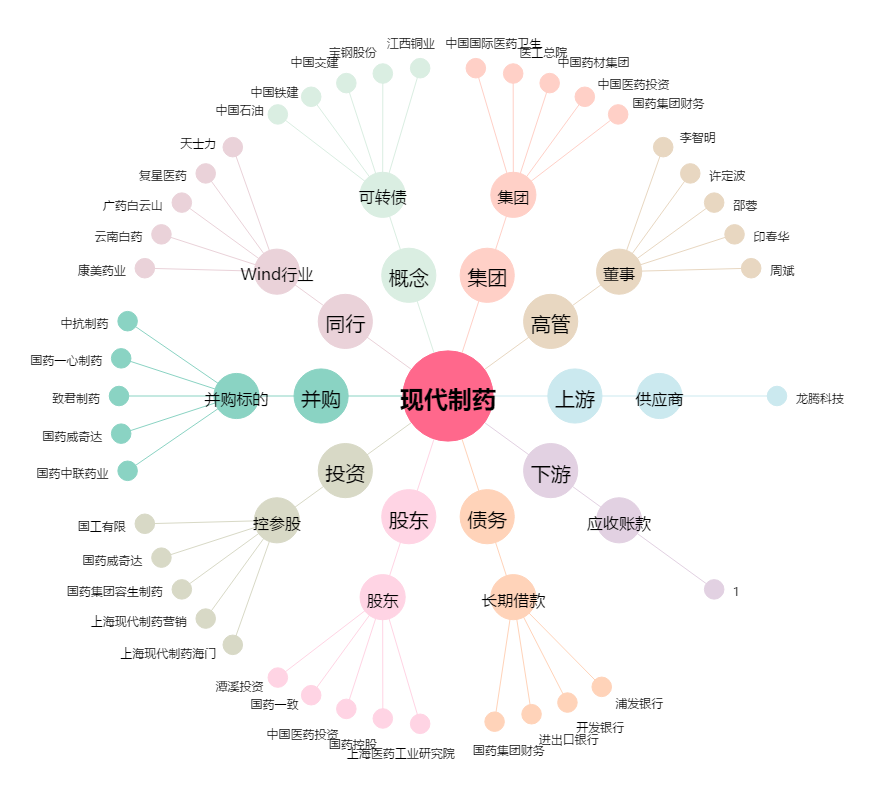 江西铜业
宝钢股份
中国交建
中国铁建
中国石油
中国国际医药卫生
医工总院
中国药材集团
中国医药投资
国药集团财务
天士力
复星医药
广药白云山
云南白药
康美药业
李智明
许定波
邵蓉
印春华
周斌
可转债
集团
Wind行业
概念
集团
董事
同行
高管
中抗制药
国药一心制药
致君制药
国药威奇达
国药中联药业
并购标的
并购
现代制药
上游
供应商
龙腾科技
投资
下游
控参股
股东
债务
应收账款
国工有限
国药威奇达
国药集团容生制药
上海现代制药营销
上海现代制药海门
股东
长期借款
1
潭溪投资
国药一致
中国医药投资
国药控股
上海医药工业研究院
国药集团财务
进出口银行
开发银行
浦发银行